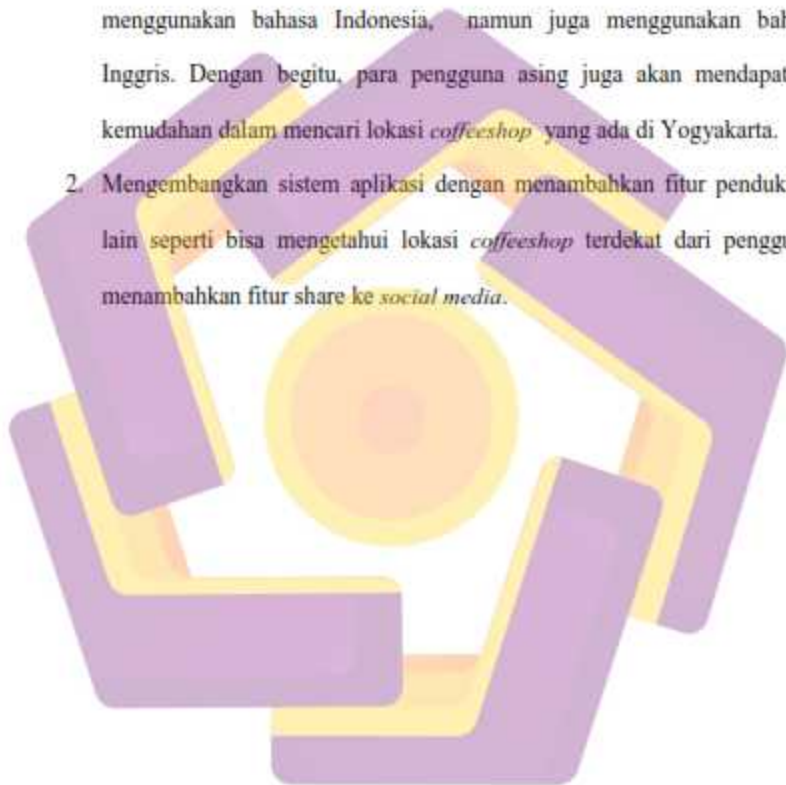 menggunakan bahasa Indonesia, namun juga menggunakan bah
Inggris. Dengan begitu, para pengguna asing juga akan mendapat
kemudahan dalam mencari lokasi coffeeshop yang ada di Yogyakarta.
2. Mengembangkan sistem aplikasi dengan menambahkan fitur penduk
lain seperti bisa mengetahui lokasi coffeeshop terdekat dari penggu
menambahkan fitur share ke social media.